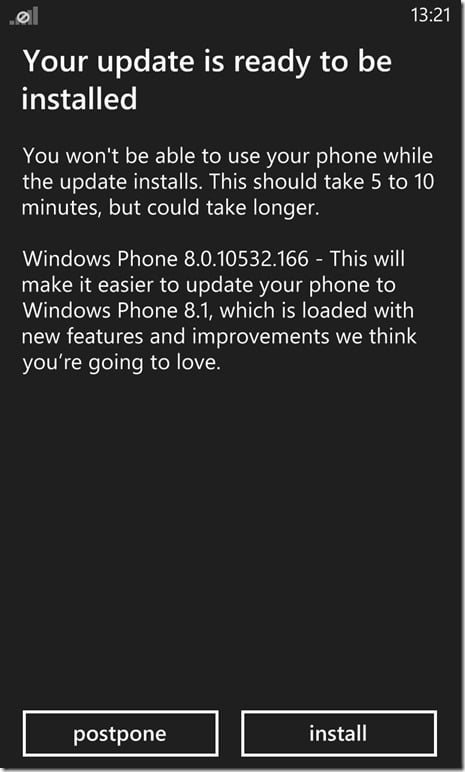 13:21
Your update is ready to be
installed
You won't be able to use your phone while
the update installs. This should take 5 to 10
minutes, but could take longer.
Windows Phone 8.0.10532.166 - This will
make it easier to update your phone to
Windows Phone 8.1, which is loaded with
new features and improvements we think
you’re going to love.
postpone
install